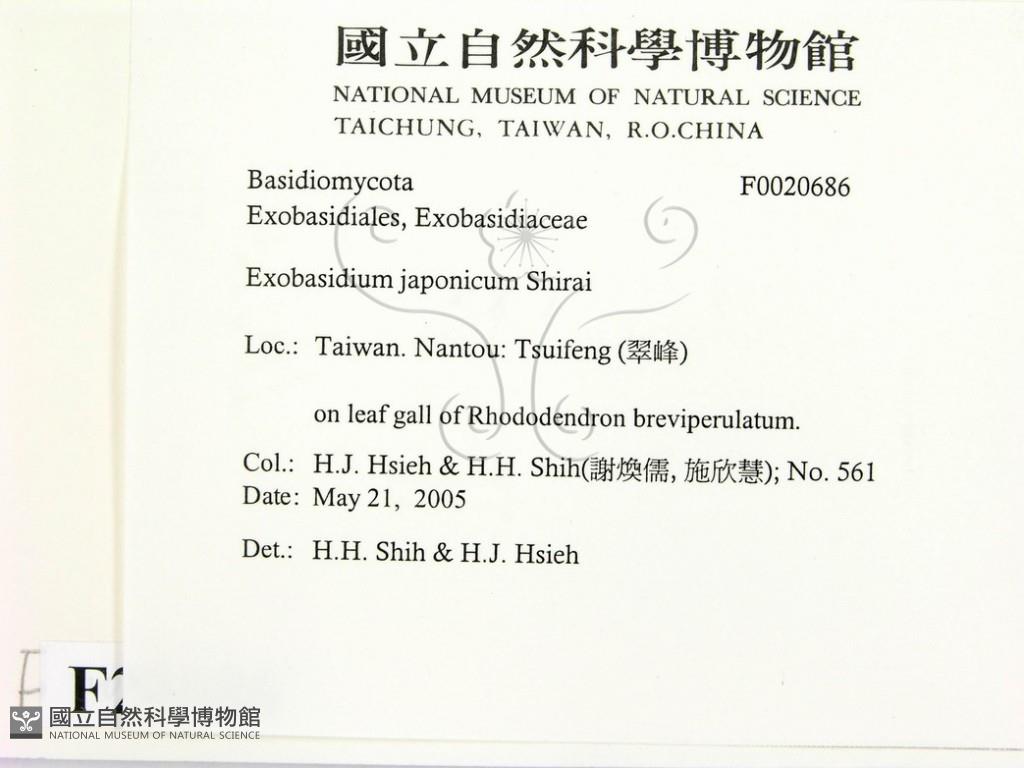 國立自然科學博物館
NATIONAL MUSEUM OF NATURAL SCIENCE
TAICHUNG, TAIWAN, R.O.CHINA
Basidiomycota F0020686
Exobasidiales, Exobasidiaceae
Exobasidium japonicum Shirai
Loc.: Taiwan. Nantou: Tsuifeng (翠峰)
on leaf gall of Rhododendron breviperulatum.
Col.: H.J. Hsieh & H.H. Shih(謝煥儒, 施欣慧); No. 561
Date: May 21, 2005
Det.: H.H. Shih & H.J. Hsieh
國立自然科學博物館
NATIONAL MUSEUM OF NATURAL SCIENCE